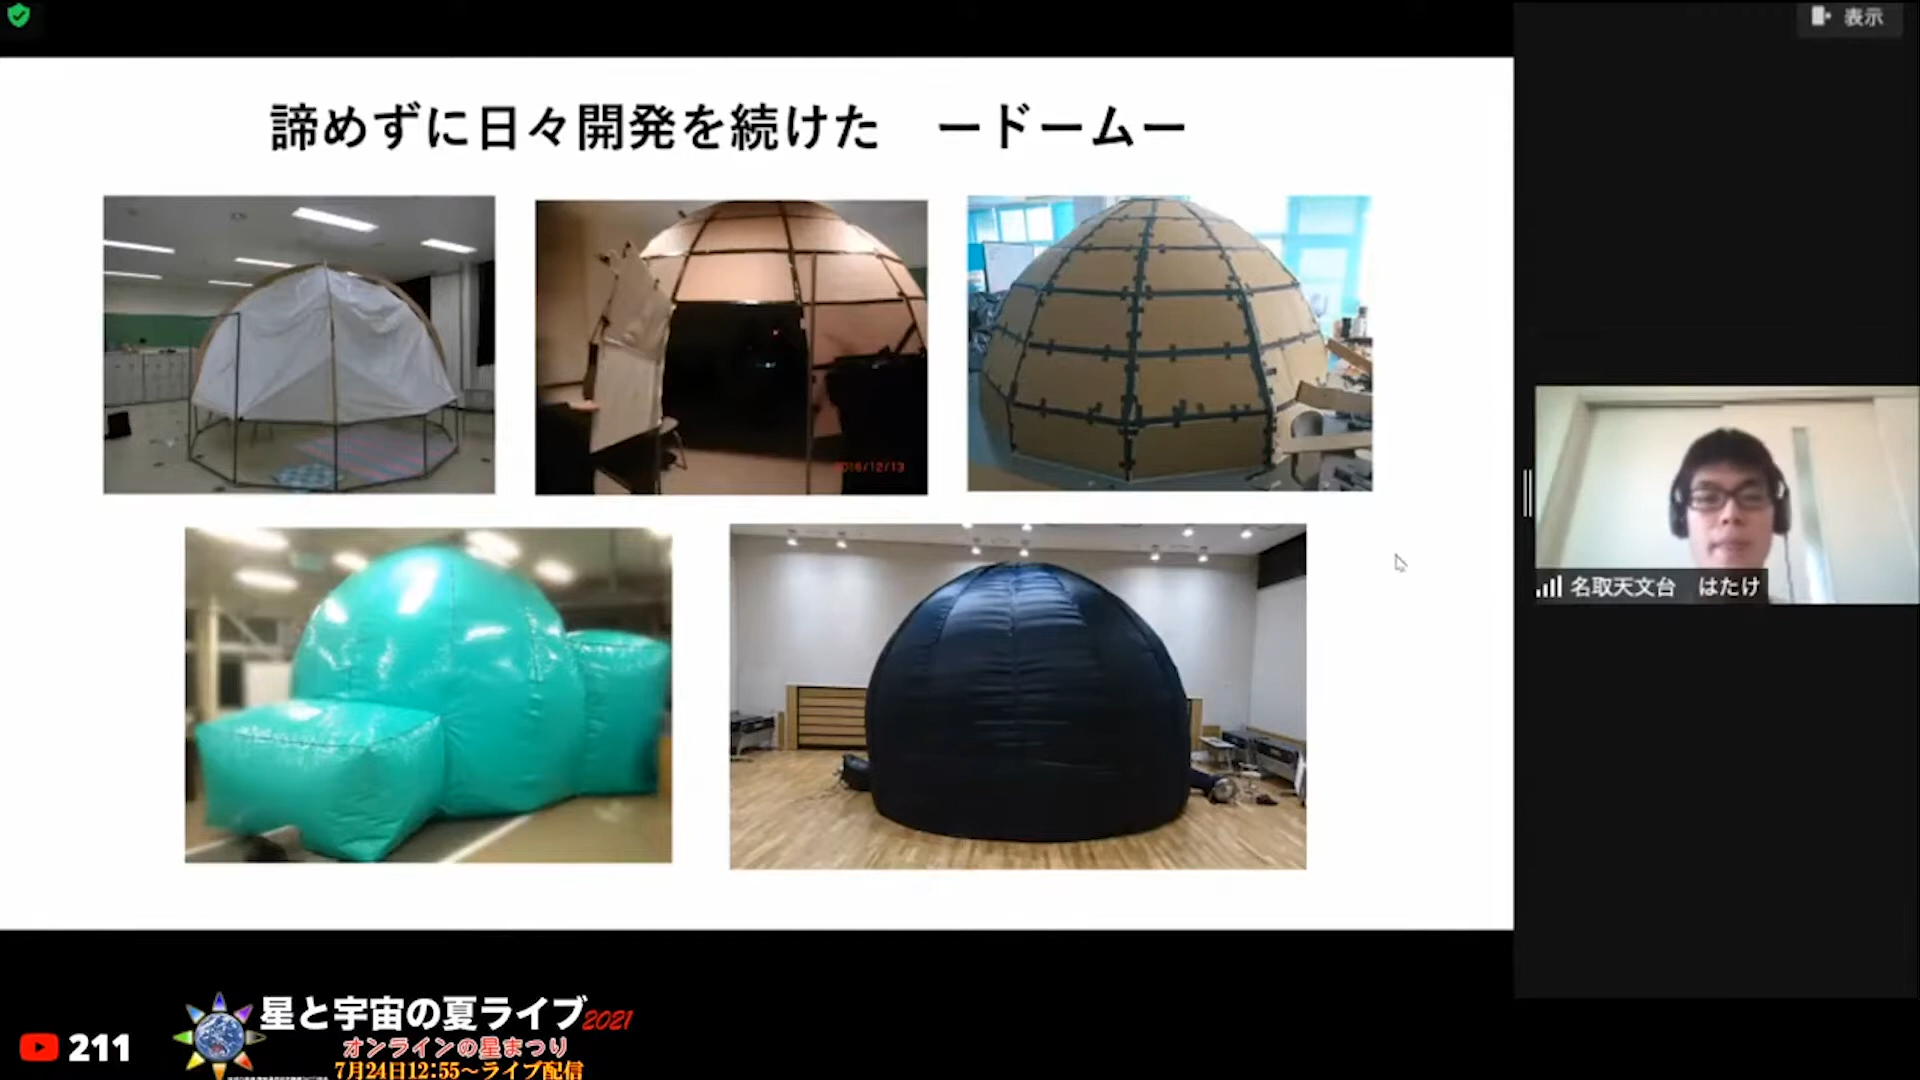 表示
諦めずに日々開発を続けた　ードームー
2016/12/13
名取天文台　はたけ
211
星と宇宙の夏ライブ2021
オンラインの星まつり
7月24日12:55～ライブ配信